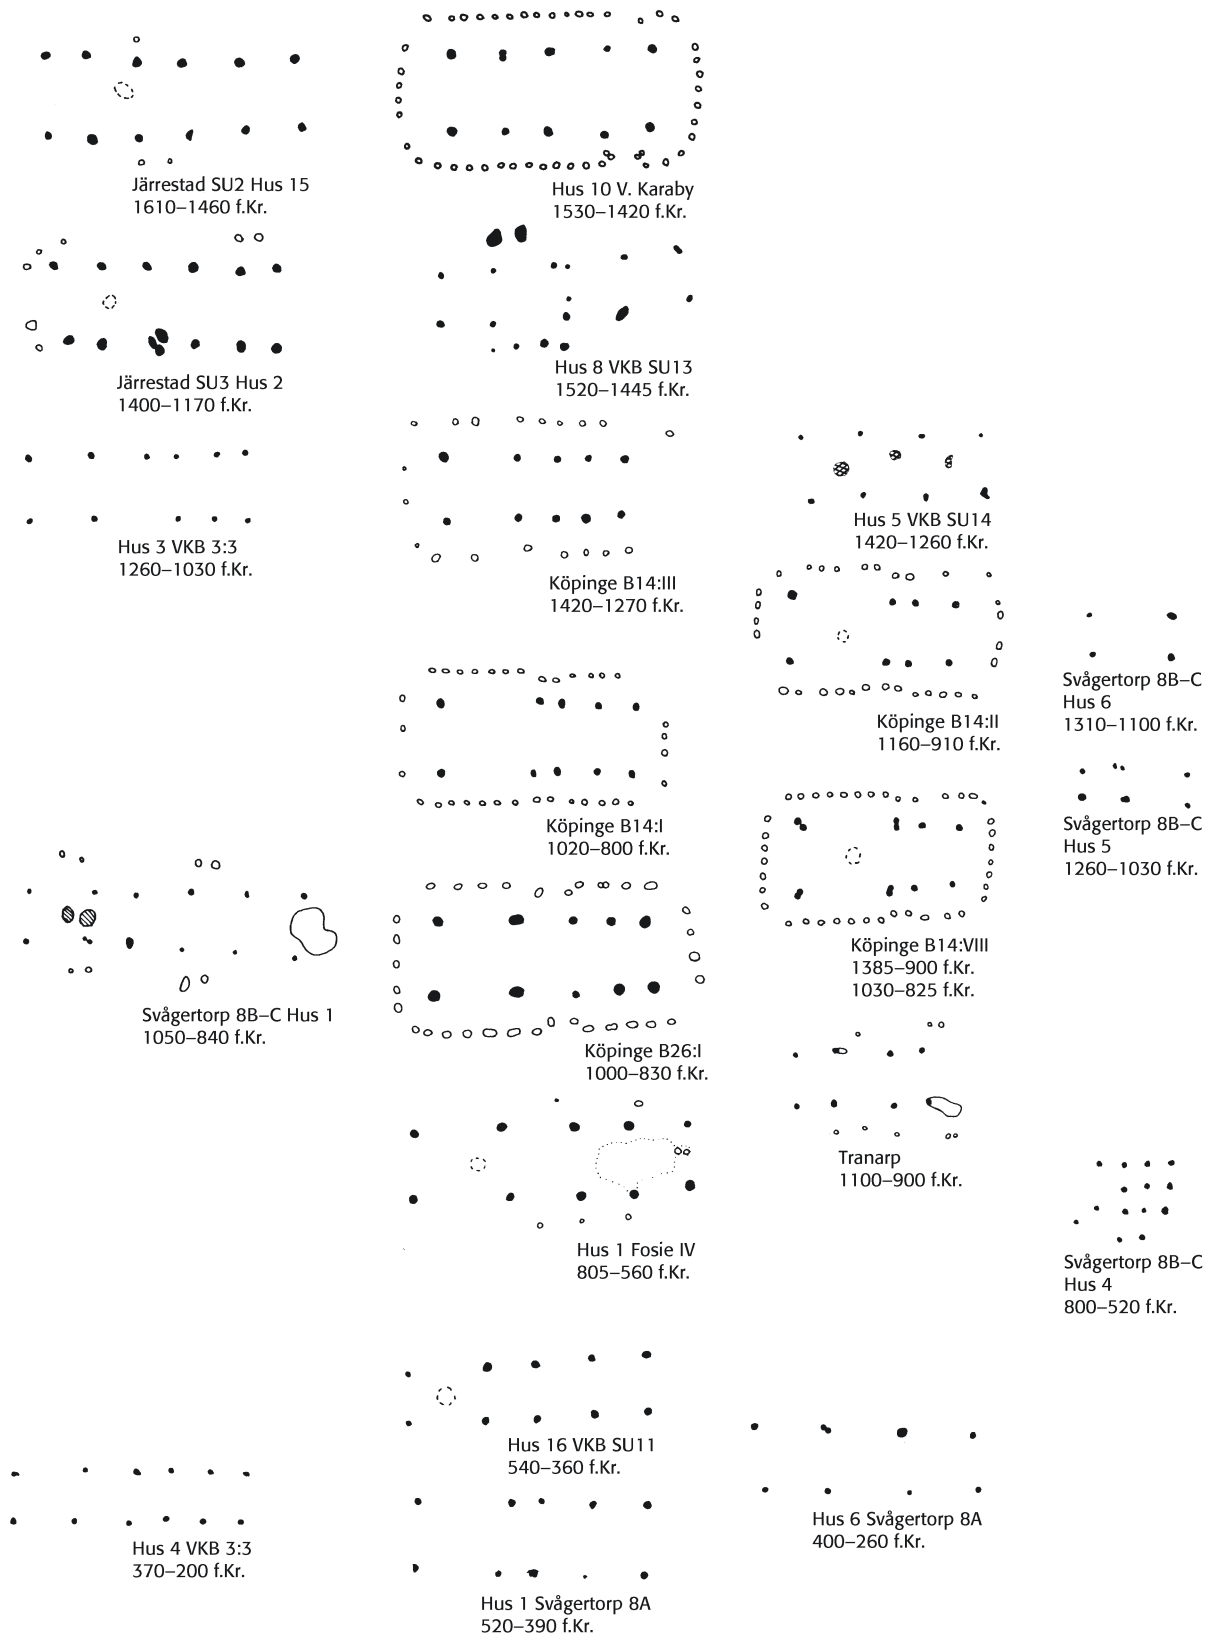 Järrestad SU2 Hus 15
1610–1460 f.Kr.
Hus 10 V. Karaby
1530–1420 f.Kr.
Järrestad SU3 Hus 2
1400–1170 f.Kr.
Hus 8 VKB SU13
1520–1445 f.Kr.
Hus 3 VKB 3:3
1260–1030 f.Kr.
Köpinge B14:III
1420–1270 f.Kr.
Hus 5 VKB SU14
1420–1260 f.Kr.
Köpinge B14:II
1160–910 f.Kr.
Svågertorp 8B–C
Hus 6
1310–1100 f.Kr.
Köpinge B14:I
1020–800 f.Kr.
Svågertorp 8B–C
Hus 5
1260–1030 f.Kr.
Svågertorp 8B–C Hus 1
1050–840 f.Kr.
Köpinge B26:I
1000–830 f.Kr.
Köpinge B14:VIII
1385–900 f.Kr.
1030–825 f.Kr.
Tranarp
1100–900 f.Kr.
Hus 1 Fosie IV
805–560 f.Kr.
Svågertorp 8B–C
Hus 4
800–520 f.Kr.
Hus 16 VKB SU11
540–360 f.Kr.
Hus 4 VKB 3:3
370–200 f.Kr.
Hus 1 Svågertorp 8A
520–390 f.Kr.
Hus 6 Svågertorp 8A
400–260 f.Kr.